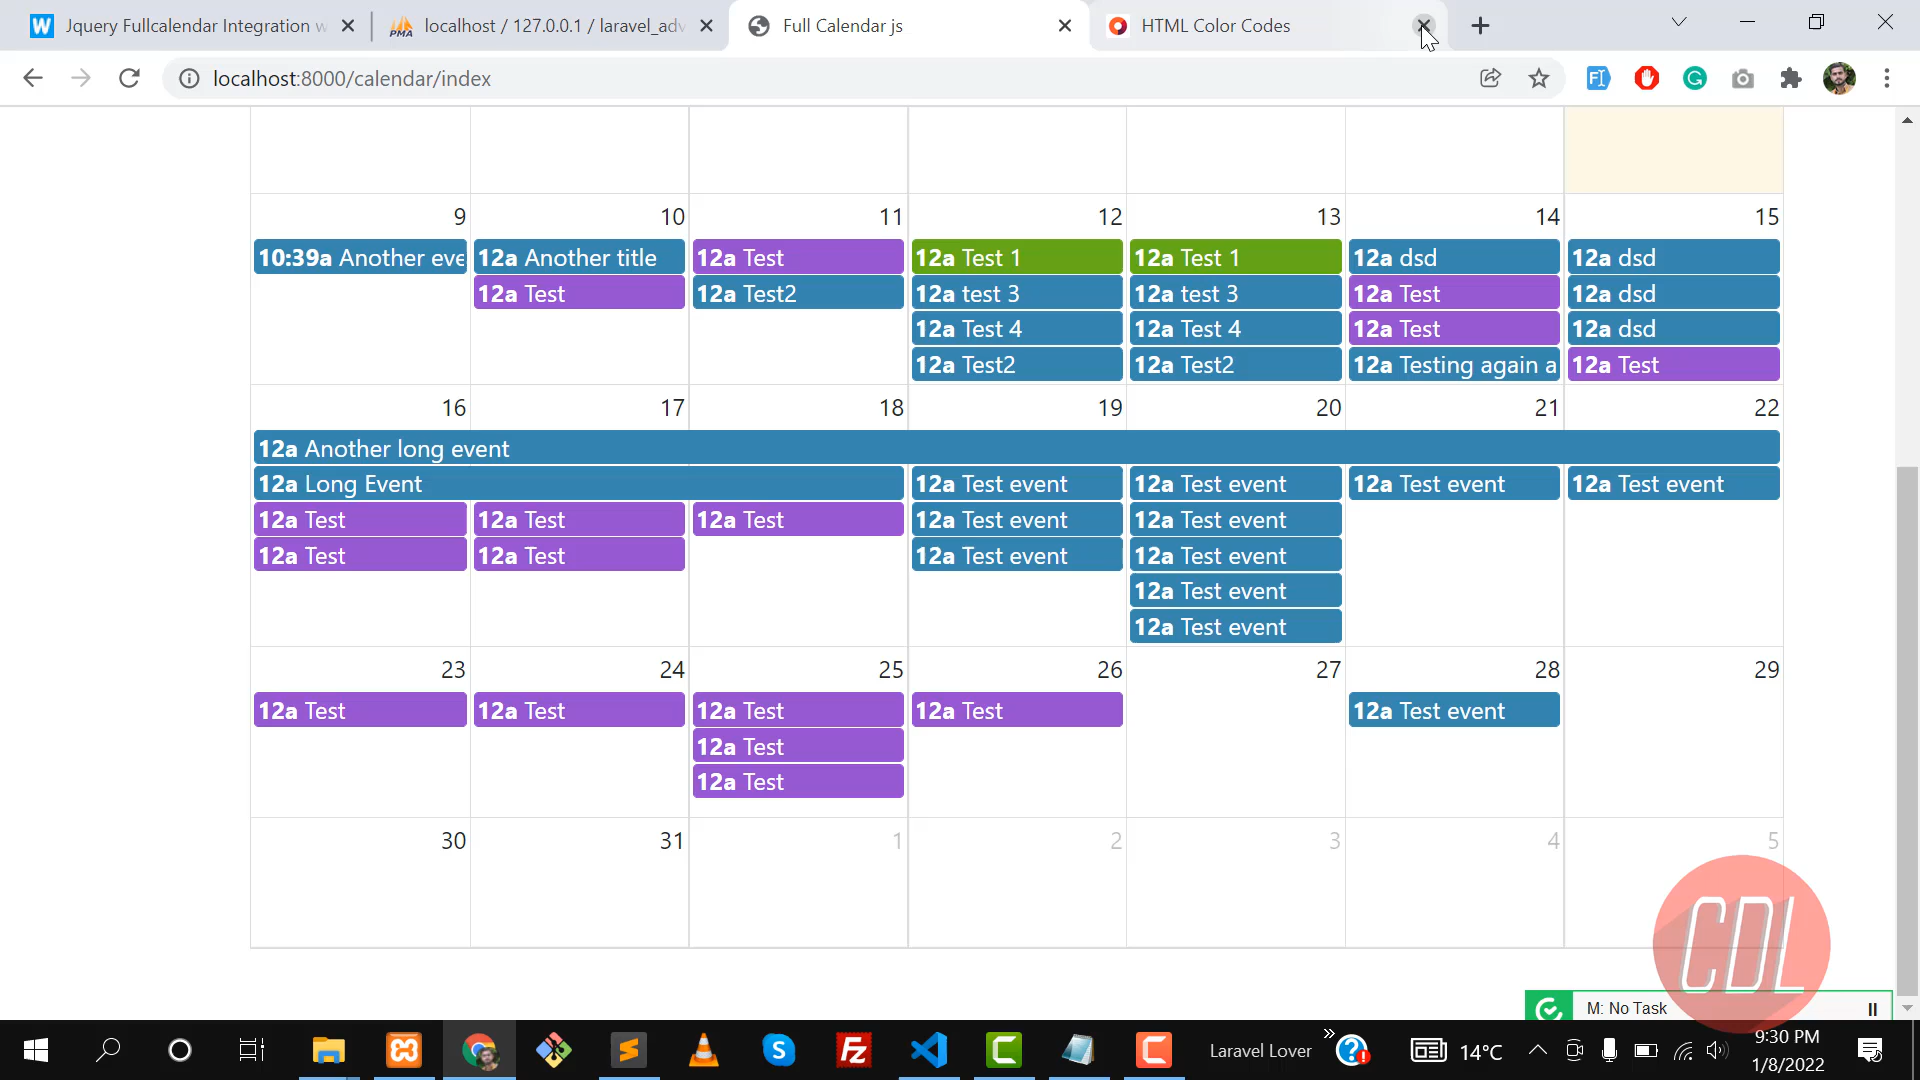 Jquery Fullcalendar Integration w
localhost / 127.0.0.1 / laravel_adv
Full Calendar js
HTML Color Codes
localhost:8000/calendar/index
9 10 11 12 13 14 15
10:39a Another eve 12a Another title 12a Test 12a Test 1 12a Test 1 12a dsd 12a dsd
12a Test 12a Test2 12a test 3 12a test 3 12a Test 12a dsd
12a Test 4 12a Test 4 12a Test 12a dsd
12a Test2 12a Test2 12a Testing again a 12a Test
16 17 18 19 20 21 22
12a Another long event
12a Long Event 12a Test event 12a Test event 12a Test event 12a Test event
12a Test 12a Test 12a Test 12a Test event 12a Test event
12a Test 12a Test 12a Test event 12a Test event
12a Test event
12a Test event
23 24 25 26 27 28 29
12a Test 12a Test 12a Test 12a Test 12a Test event
12a Test
12a Test
30 31 1 2 3 4 5
CDL
M: No Task
Laravel Lover
14°C
9:30 PM
1/8/2022